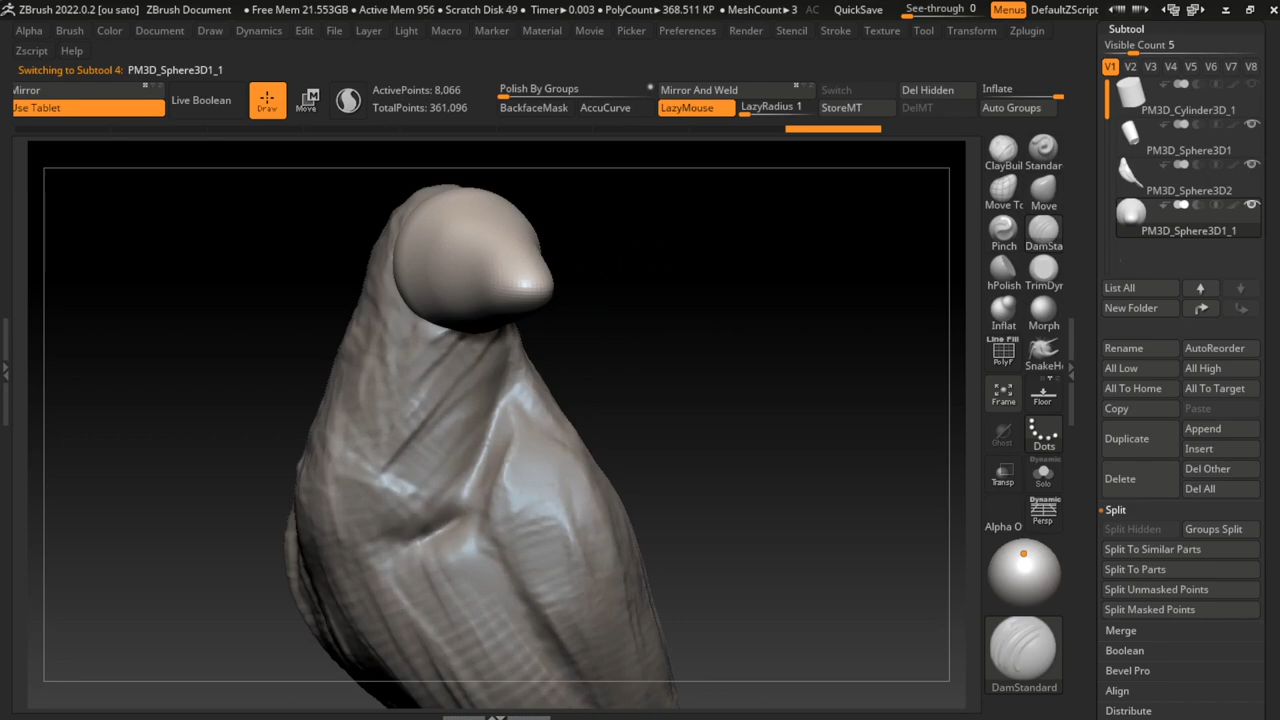 ZBrush 2022.0.2 [ou sato] ZBrush Document • Free Mem 21.553GB • Active Mem 956 • Scratch Disk 49 • Timer▸0.003 • PolyCount▸368.511 KP • MeshCount▸3 AC QuickSave See-through 0 Menus DefaultZScript
Alpha Brush Color Document Draw Dynamics Edit File Layer Light Macro Marker Material Movie Picker Preferences Render Stencil Stroke Texture Tool Transform Zplugin
Zscript Help
Switching to Subtool 4: PM3D_Sphere3D1_1
Mirror
Use Tablet
Live Boolean
Draw
Move
ActivePoints: 8,066
TotalPoints: 361,096
Polish By Groups
BackfaceMask AccuCurve
Mirror And Weld
LazyMouse LazyRadius 1
Switch
StoreMT DelMT
Del Hidden
Auto Groups
Inflate
ClayBuil Standar
Move To Move
Pinch DamSta
hPolish TrimDyr
Inflat Morph
Line Fill
PolyF
SnakeHo
Frame Floor
Ghost Dots
Dynamic
Transp Solo
Dynamic
Persp
Alpha O
DamStandard
Subtool
Visible Count 5
V1 V2 V3 V4 V5 V6 V7 V8
PM3D_Cylinder3D_1
PM3D_Sphere3D1
PM3D_Sphere3D2
PM3D_Sphere3D1_1
List All
New Folder
Rename AutoReorder
All Low All High
All To Home All To Target
Copy Paste
Duplicate Append
Insert
Delete Del Other
Del All
Split
Split Hidden Groups Split
Split To Similar Parts
Split To Parts
Split Unmasked Points
Split Masked Points
Merge
Boolean
Bevel Pro
Align
Distribute